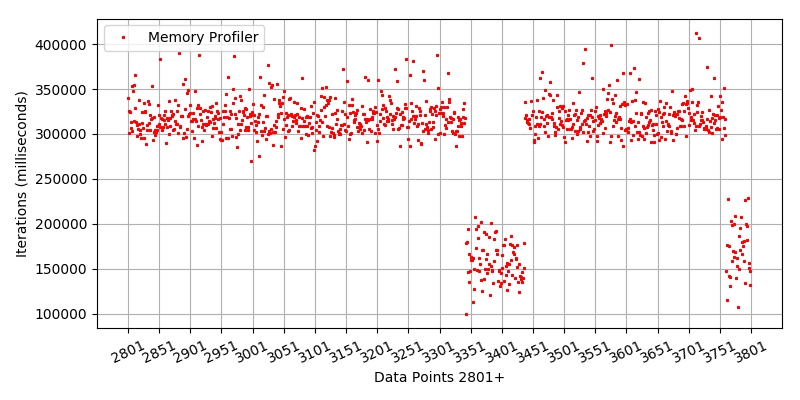 Memory Profiler
400000
350000
300000
250000
200000
150000
100000
Iterations (milliseconds)
2801 2851 2901 2951 3001 3051 3101 3151 3201 3251 3301 3351 3401 3451 3501 3551 3601 3651 3701 3751 3801
Data Points 2801+